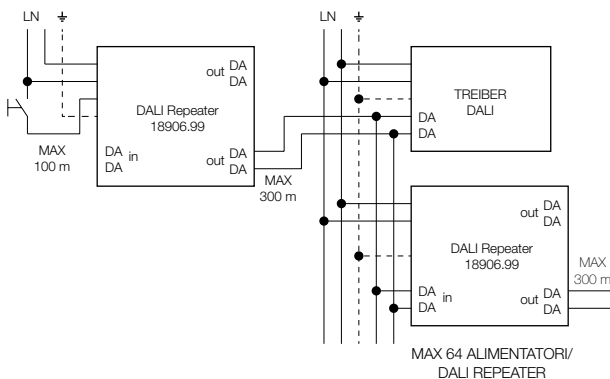 LN
out DA
DA
DALI Repeater
18906.99
MAX
100 m
DA in
DA
out DA
DA
MAX
300 m
LN
TREIBER
DALI
DA
DA
out DA
DA
DALI Repeater
18906.99
DA in
DA
out DA
DA
MAX
300 m
MAX 64 ALIMENTATORI/
DALI REPEATER